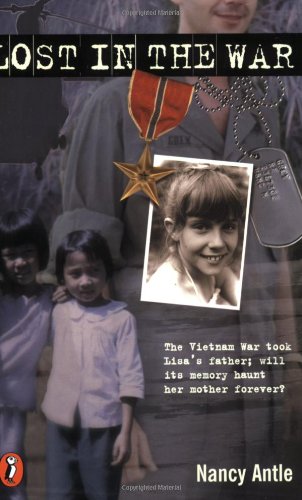 LOST IN THE WAR
The Vietnam War took
Lisa's father; will
its memory haunt
her mother forever?
Nancy Antle